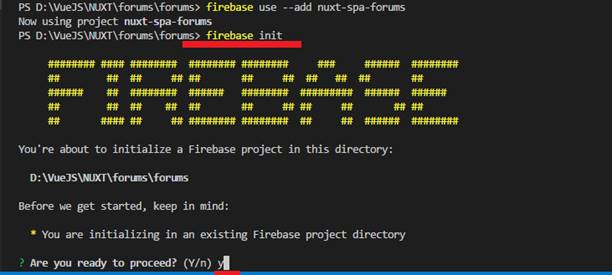 PS D:\VueJS\NUXT\forums\forums> firebase use --add nuxt-spa-forums
Now using project nuxt-spa-forums
PS D:\VueJS\NUXT\forums\forums> firebase init
FIREBASE
You're about to initialize a Firebase project in this directory:
D:\VueJS\NUXT\forums\forums
Before we get started, keep in mind:
* You are initializing in an existing Firebase project directory
? Are you ready to proceed? (Y/n) y